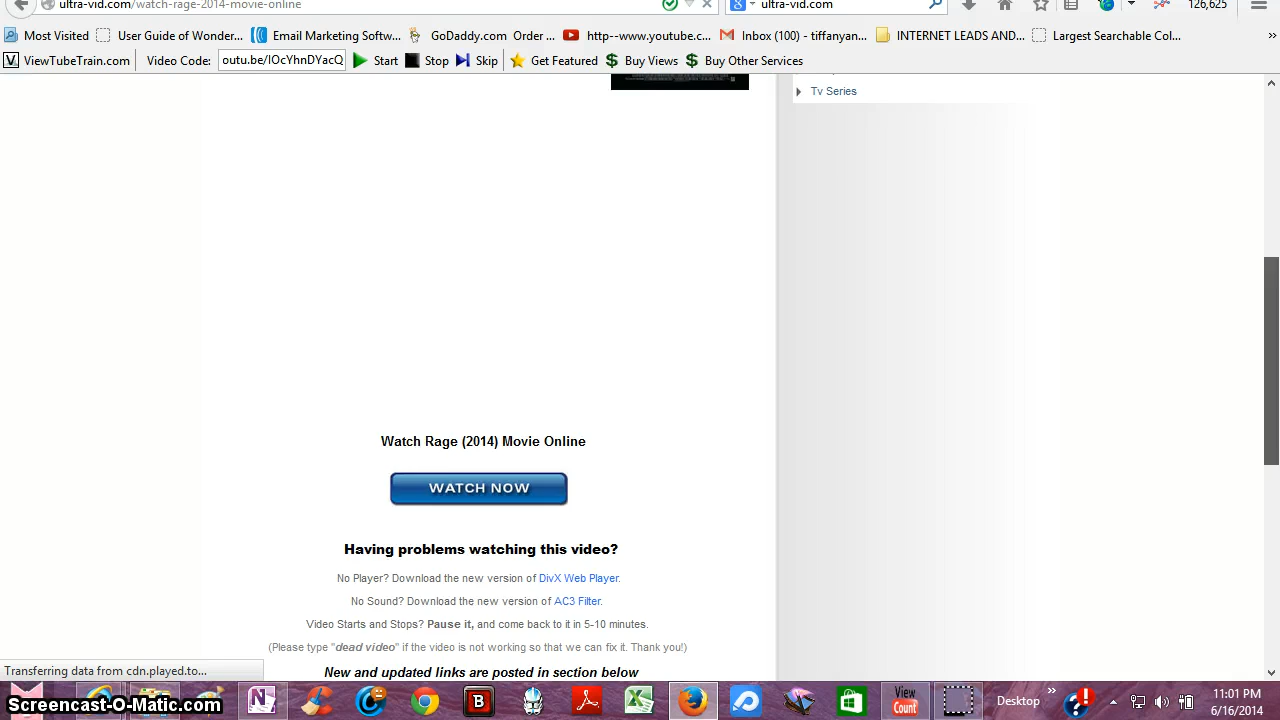 ultra-vid.com/watch-rage-2014-movie-online
ultra-vid.com
126,625
Most Visited
User Guide of Wonder...
Email Marketing Softw...
GoDaddy.com Order ...
http--www.youtube.c...
Inbox (100) - tiffanyan...
INTERNET LEADS AND...
Largest Searchable Col...
»
ViewTubeTrain.com
Video Code:
Start
Stop
Skip
Get Featured
Buy Views
Buy Other Services
Tv Series
Watch Rage (2014) Movie Online
WATCH NOW
Having problems watching this video?
No Player? Download the new version of DivX Web Player.
No Sound? Download the new version of AC3 Filter.
Video Starts and Stops? Pause it, and come back to it in 5-10 minutes.
(Please type "dead video" if the video is not working so that we can fix it. Thank you!)
New and updated links are posted in section below
Transferring data from cdn.played.to...
Screencast-O-Matic.com
View
Count
Desktop
»
11:01 PM
6/16/2014